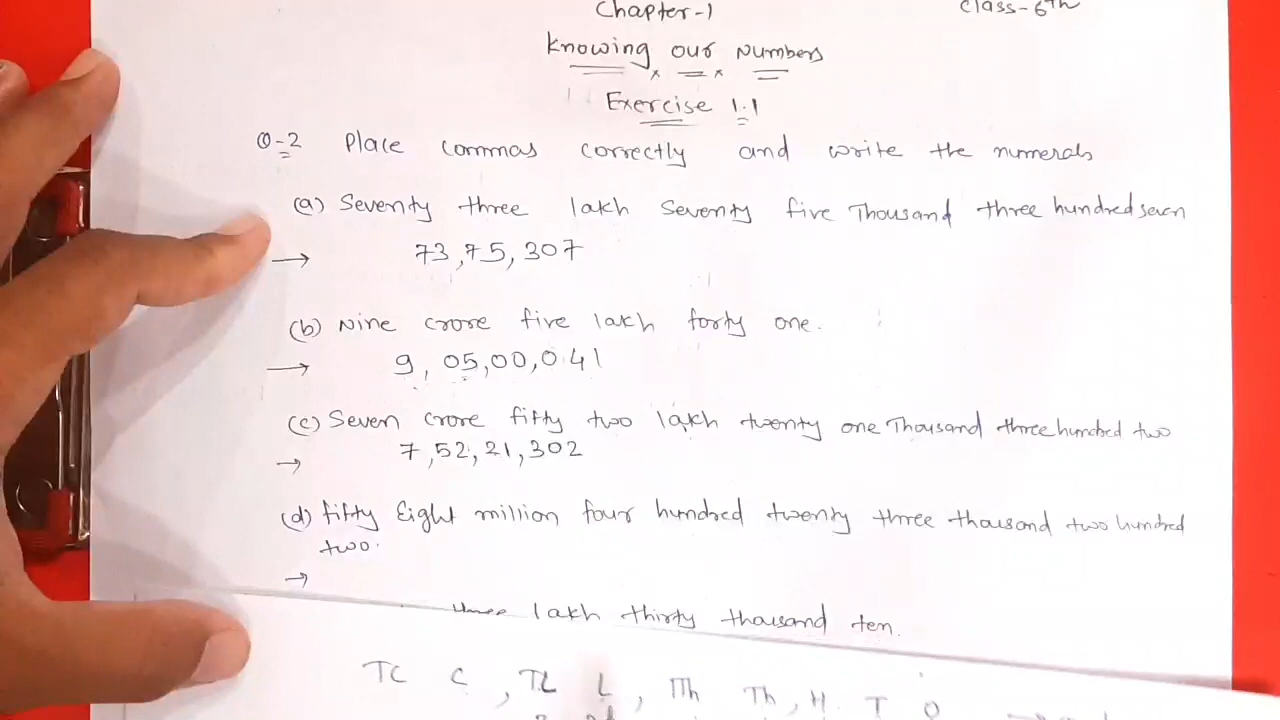 Chapter-1
Class-6th
Knowing our Numbers
Exercise 1.1
Q-2 Place commas correctly and write the numerals
(a) Seventy three lakh Seventy five Thousand three hundred seven
→ 73,75,307
(b) Nine crore five lakh forty one.
→ 9, 05,00,041
(c) Seven crore fifty two lakh twenty one Thousand three hundred two
→ 7,52,21,302
(d) fifty Eight million four hundred twenty three thousand two hundred
two.
→
three lakh thirty thousand ten.
TC C , TL L , TTh Th , H T O